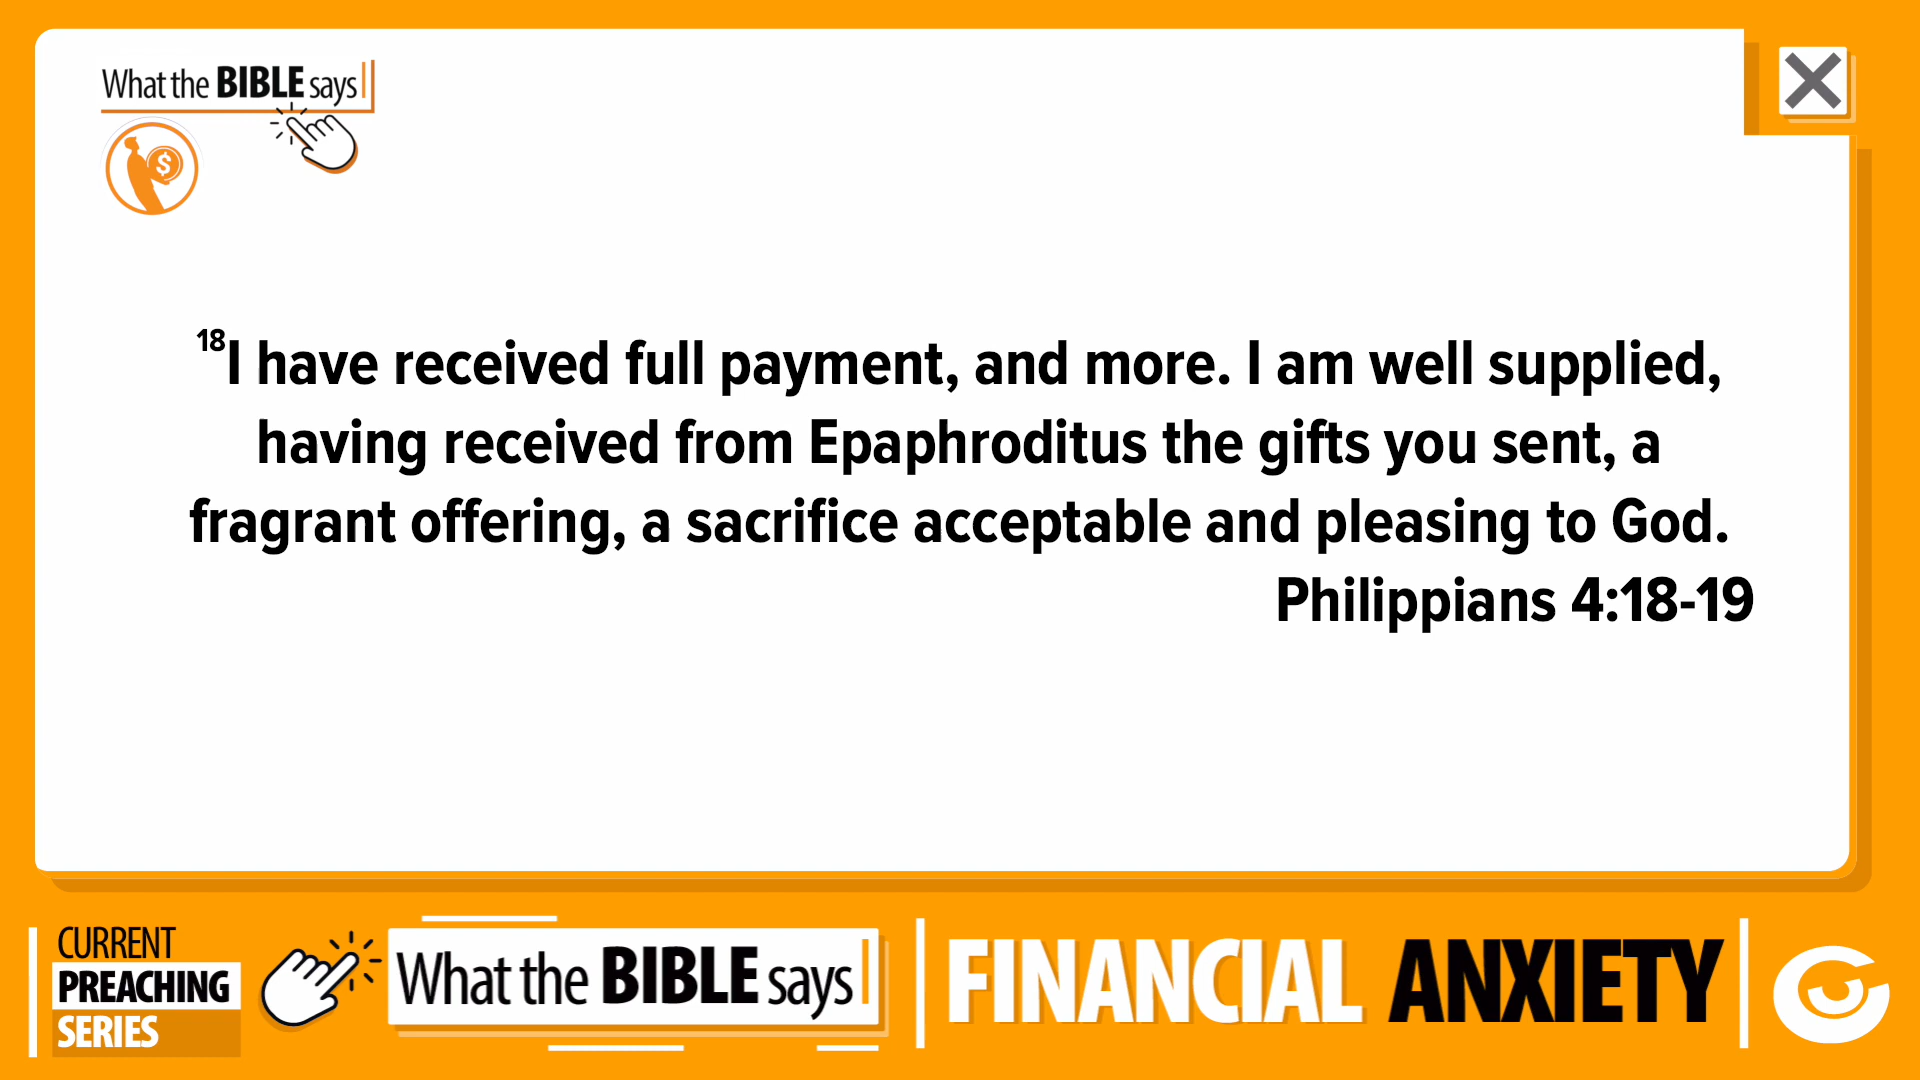 What the BIBLE says
$
18I have received full payment, and more. I am well supplied,
having received from Epaphroditus the gifts you sent, a
fragrant offering, a sacrifice acceptable and pleasing to God.
Philippians 4:18-19
CURRENT
PREACHING
SERIES
What the BIBLE says
FINANCIAL ANXIETY